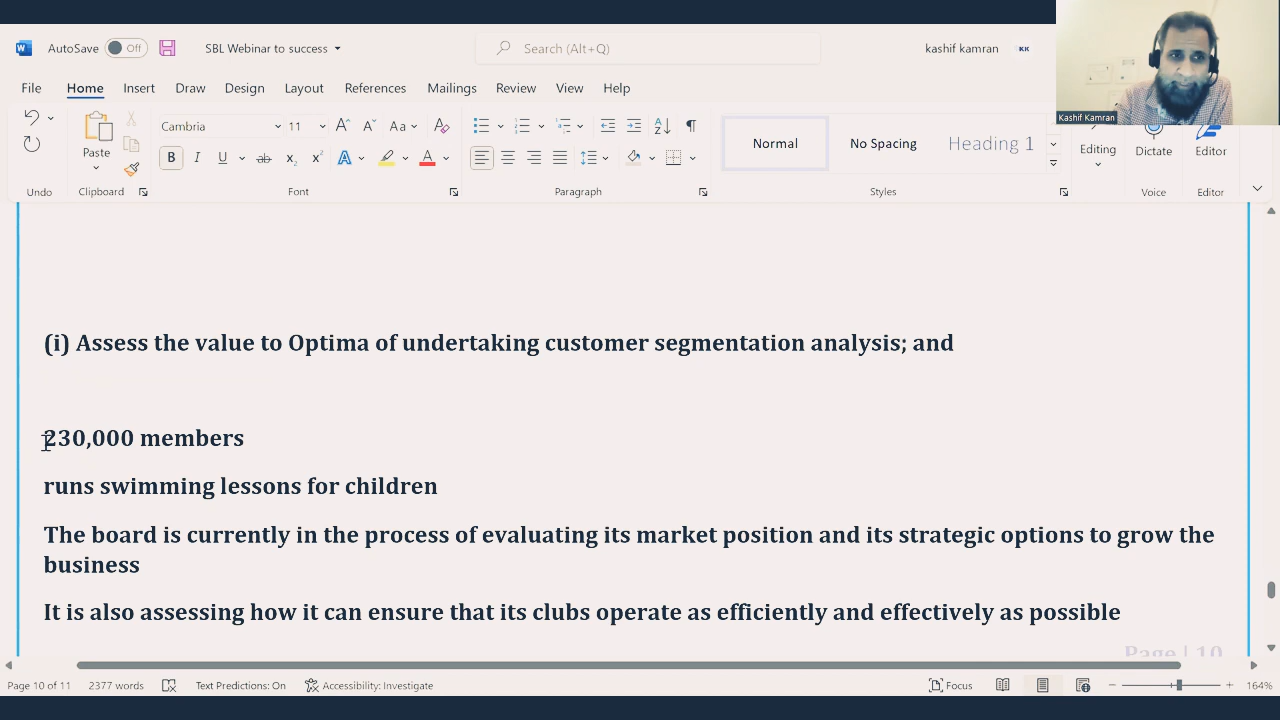 AutoSave Off SBL Webinar to success Search (Alt+Q) kashif kamran KK
File Home Insert Draw Design Layout References Mailings Review View Help
Kashif Kamran
Cambria 11 Aa
Paste
Normal No Spacing Heading 1
Editing Dictate Editor
Undo Clipboard Font Paragraph Styles Voice Editor
(i) Assess the value to Optima of undertaking customer segmentation analysis; and
230,000 members
runs swimming lessons for children
The board is currently in the process of evaluating its market position and its strategic options to grow the
business
It is also assessing how it can ensure that its clubs operate as efficiently and effectively as possible
Page | 10
Page 10 of 11 2377 words Text Predictions: On Accessibility: Investigate Focus 164%